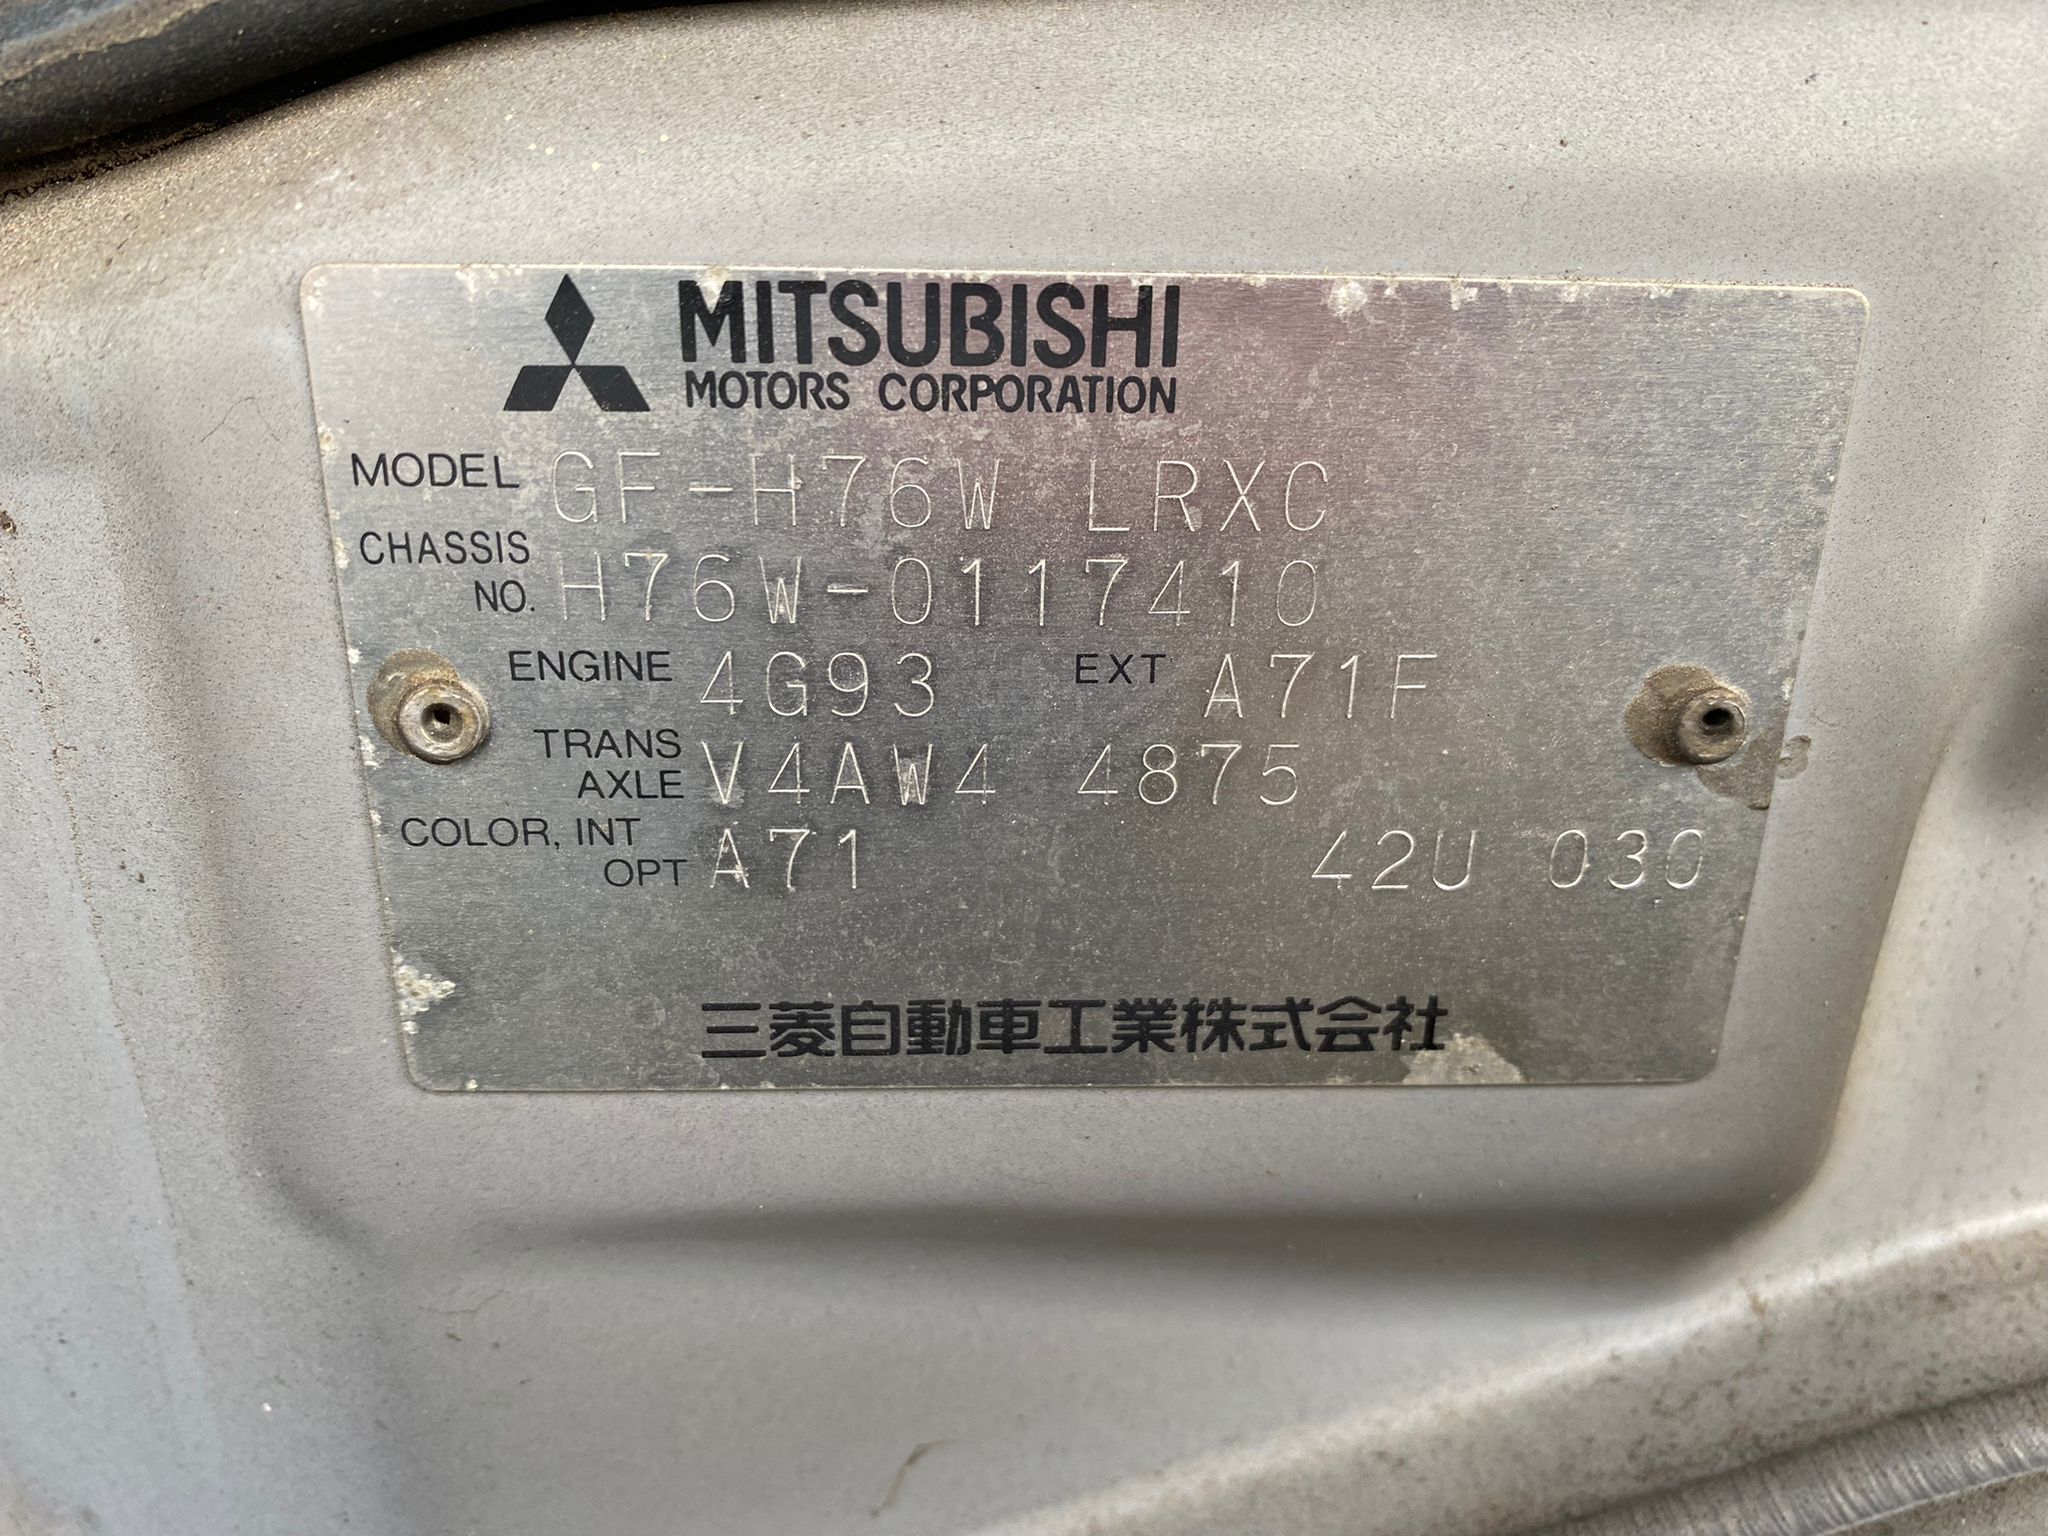 MITSUBISHI
MOTORS CORPORATION
MODEL GF-H76W LRXC
CHASSIS NO. H76W-0117410
ENGINE 4G93 EXT A71F
TRANS AXLE V4AW4 4875
COLOR, INT OPT A71 42U 030
三菱自動車工業株式会社